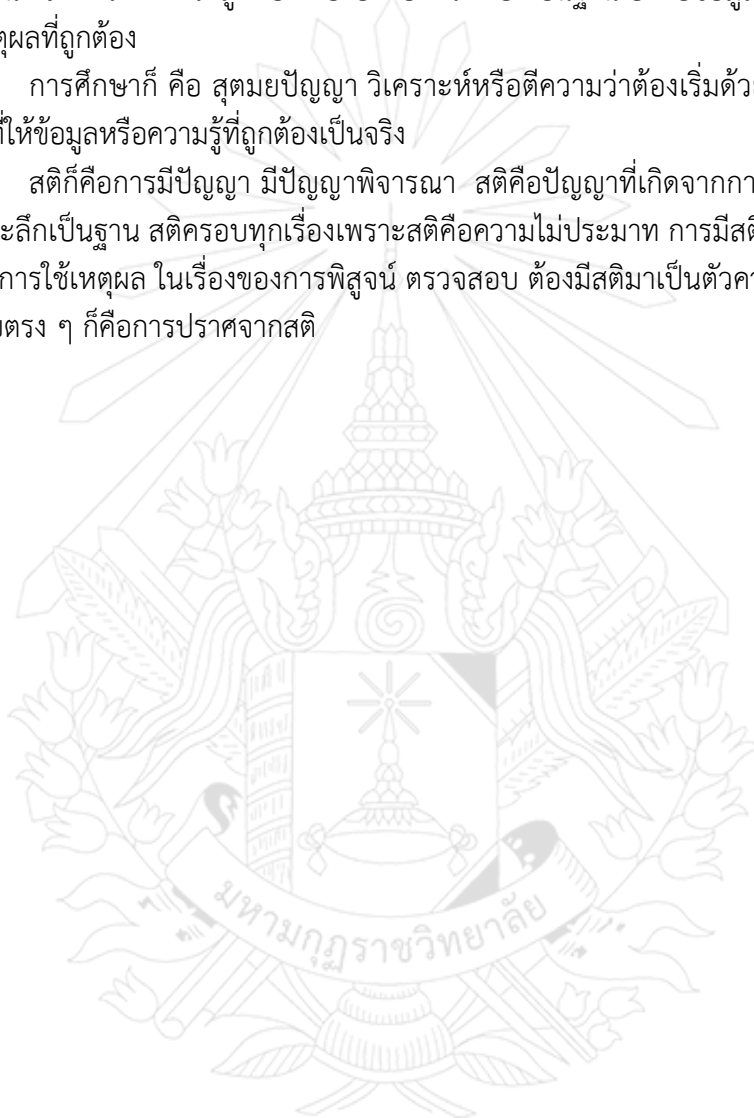 ตุผลที่ถูกต้อง
การศึกษาก็ คือ สุตมยปัญญา วิเคราะห์หรือตีความว่าต้องเริ่มด้วย
ที่ให้ข้อมูลหรือความรู้ที่ถูกต้องเป็นจริง
สติก็คือการมีปัญญา มีปัญญาพิจารณา สติคือปัญญาที่เกิดจากกา
ะลึกเป็นฐาน สติครอบทุกเรื่องเพราะสติคือความไม่ประมาท การมีสติ
การใช้เหตุผล ในเรื่องของการพิสูจน์ ตรวจสอบ ต้องมีสติมาเป็นตัวคว
ตรง ๆ ก็คือการปราศจากสติ
มหามกุฏราชวิทยาลัย